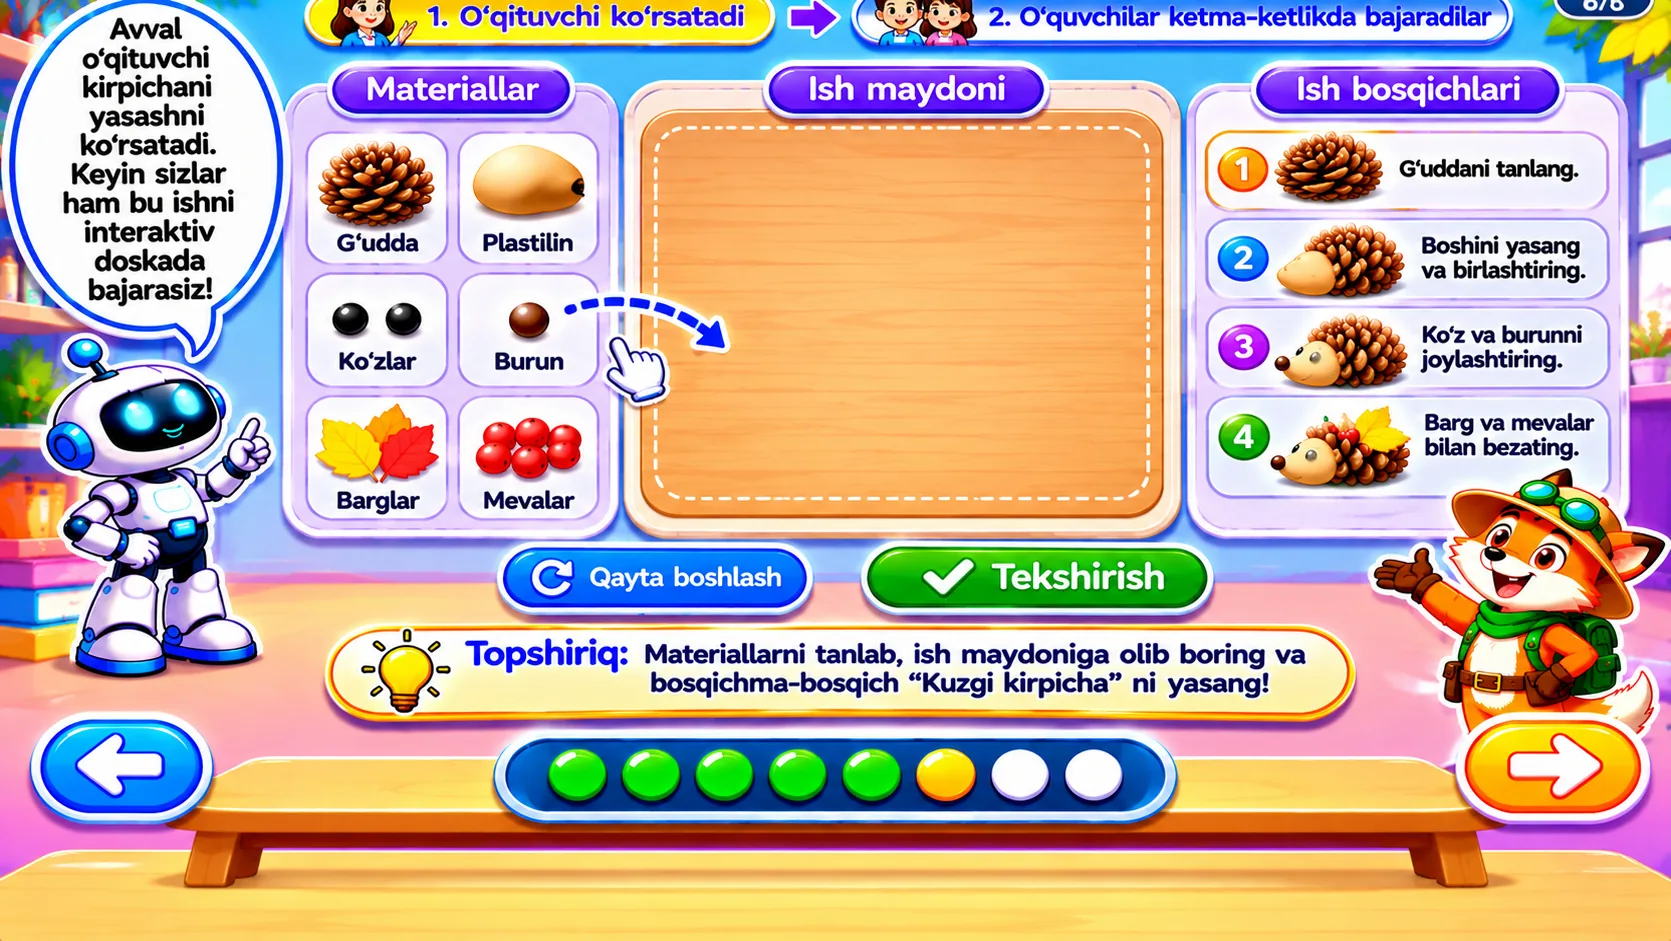 1. O‘qituvchi ko‘rsatadi
2. O‘quvchilar ketma-ketlikda bajaradilar
6/6
Avval
o‘qituvchi
kirpichani
yasashni
ko‘rsatadi.
Keyin sizlar
ham bu ishni
interaktiv
doskada
bajarasiz!
Materiallar
G‘udda
Plastilin
Ko‘zlar
Burun
Barglar
Mevalar
Ish maydoni
Ish bosqichlari
1
G‘uddani tanlang.
2
Boshini yasang
va birlashtiring.
3
Ko‘z va burunni
joylashtiring.
4
Barg va mevalar
bilan bezating.
Qayta boshlash
Tekshirish
Topshiriq: Materiallarni tanlab, ish maydoniga olib boring va
bosqichma-bosqich “Kuzgi kirpicha” ni yasang!